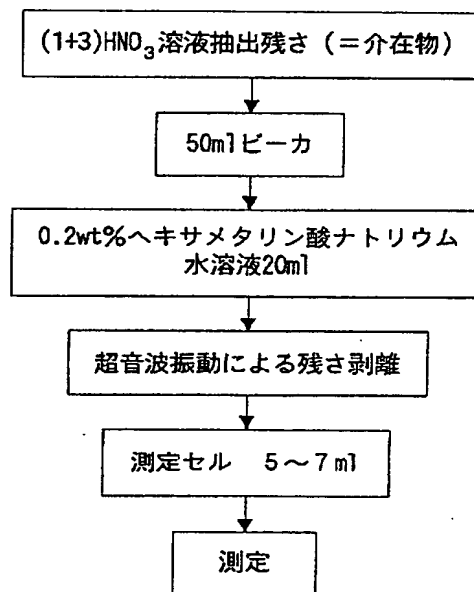 (1+3)HNO₃溶液抽出残さ（=介在物）
50mlビーカ
0.2wt%ヘキサメタリン酸ナトリウム
水溶液20ml
超音波振動による残さ剥離
測定セル　5～7ml
測定